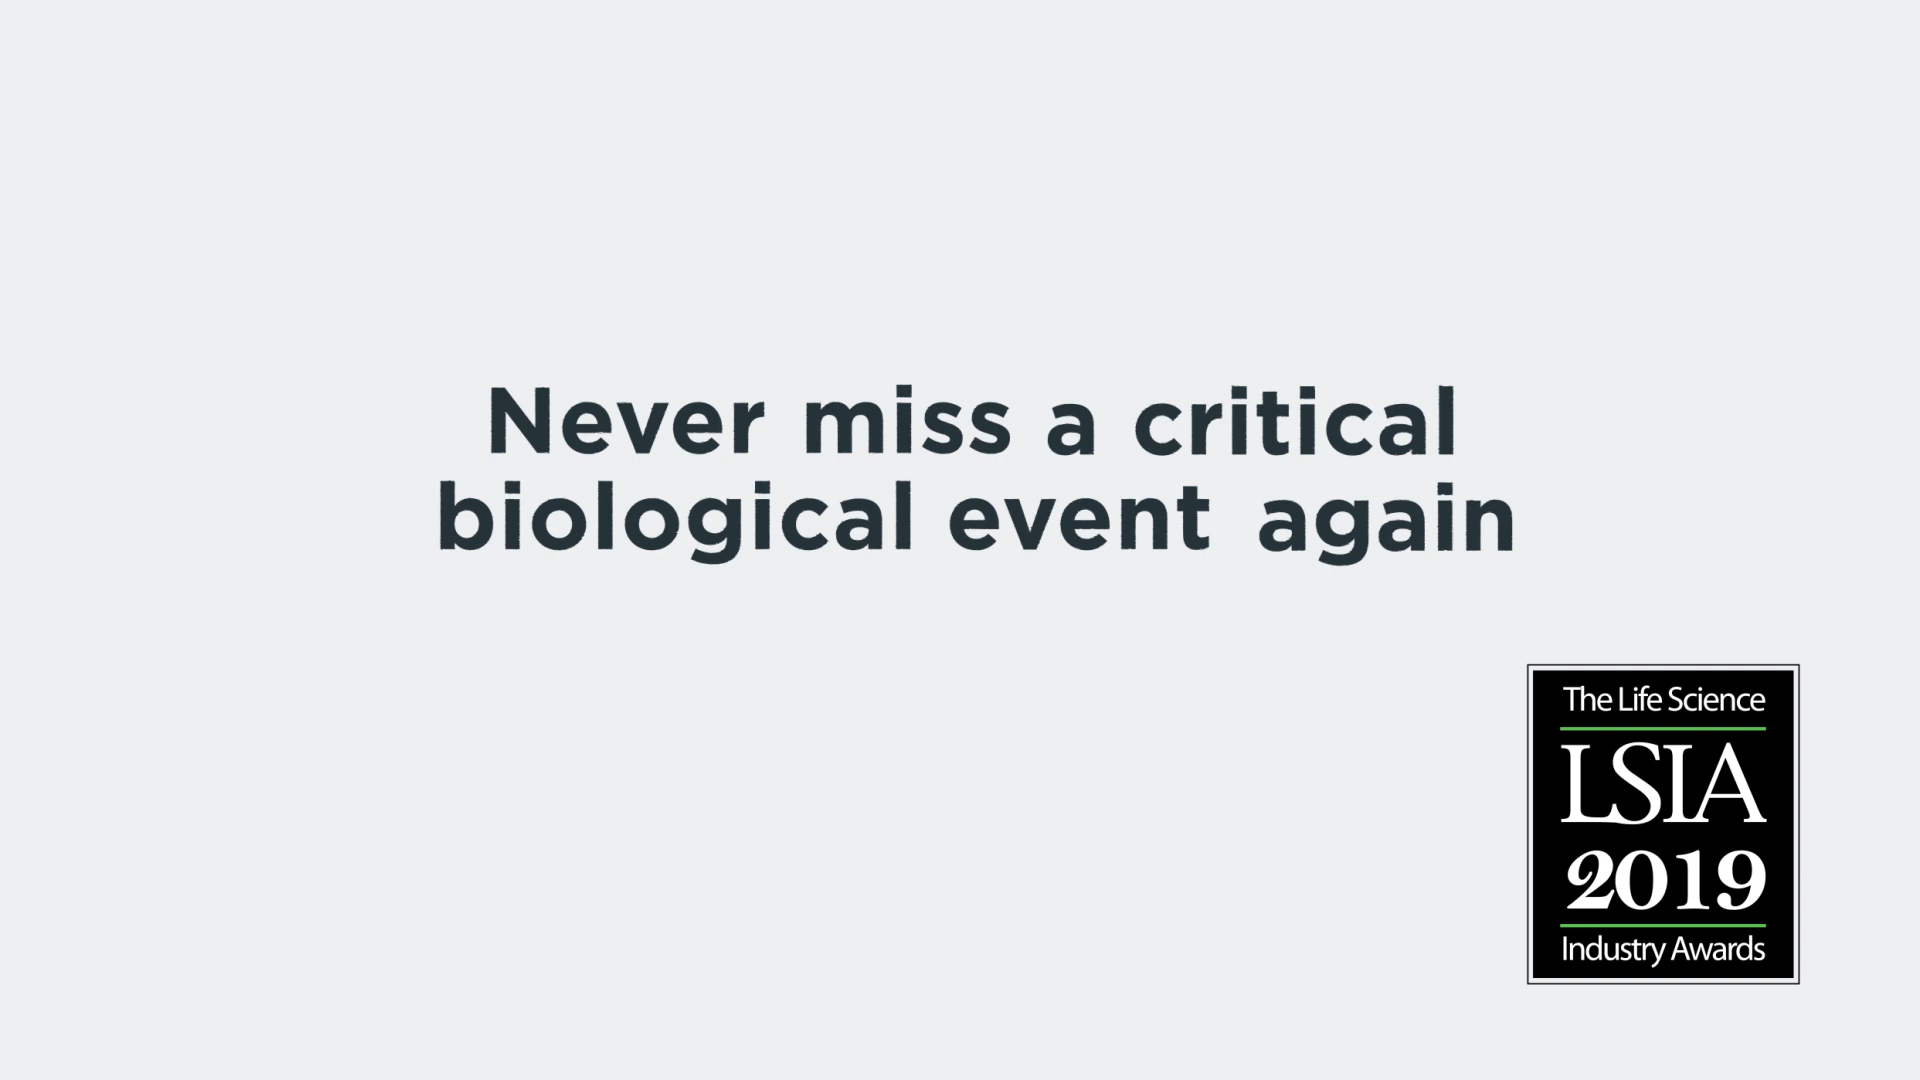 Never miss a critical
biological event again
The Life Science
LSIA
2019
Industry Awards